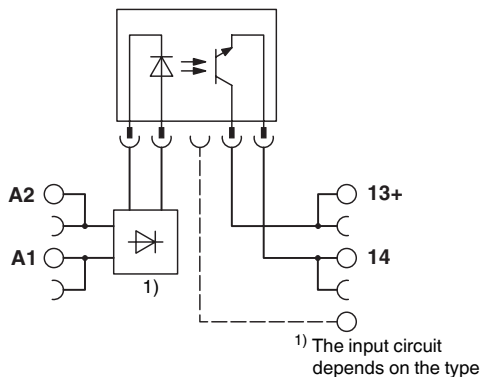 A2
13+
A1
14
1)
1) The input circuit
depends on the type